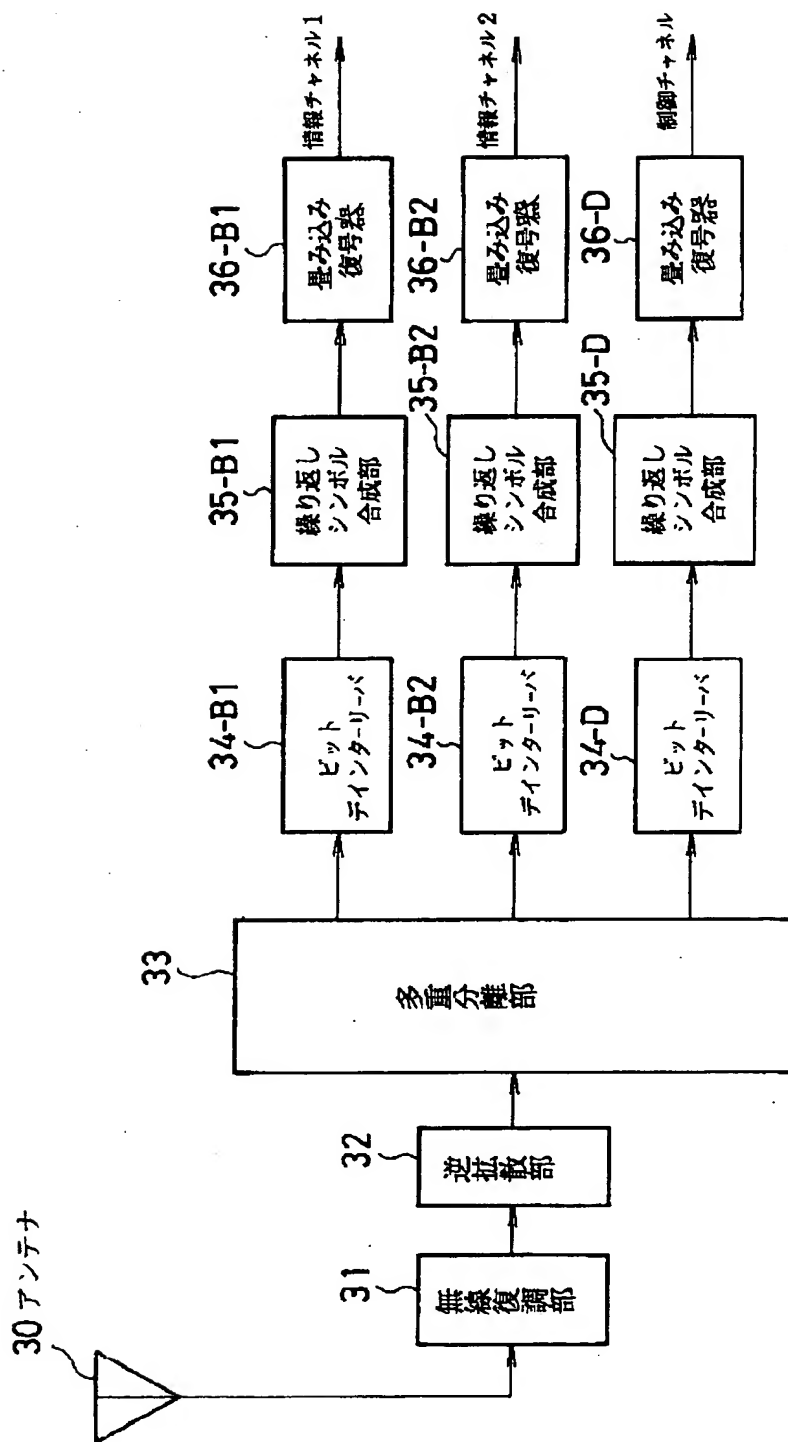 30 アンテナ
31
無線復調部
32
逆拡散部
33
多重分離部
34-B1
ビット
デインターリーバ
35-B1
繰り返し
シンボル
合成部
36-B1
畳み込み
復号器
情報チャネル1
34-B2
ビット
デインターリーバ
35-B2
繰り返し
シンボル
合成部
36-B2
畳み込み
復号器
情報チャネル2
34-D
ビット
デインターリーバ
35-D
繰り返し
シンボル
合成部
36-D
畳み込み
復号器
制御チャネル